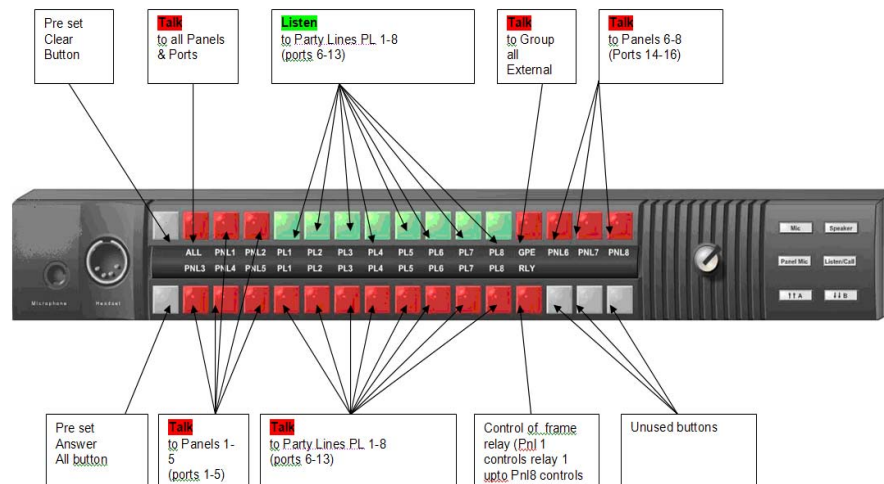 Pre set
Clear
Button
Talk
to all Panels
& Ports
Listen
to Party Lines PL 1-8
(ports 6-13)
Talk
to Group
all
External
Talk
to Panels 6-8
(Ports 14-16)
ALL PNL1 PNL2 PL1 PL2 PL3 PL4 PL5 PL6 PL7 PL8 GPE PNL6 PNL7 PNL8
PNL3 PNL4 PNL5 PL1 PL2 PL3 PL4 PL5 PL6 PL7 PL8 RLY
Microphone Headset
Mic Speaker
Panel Mic Listen/Call
↑↑ A ↓↓ B
Pre set
Answer
All button
Talk
to Panels 1-
5
(ports 1-5)
Talk
to Party Lines PL 1-8
(ports 6-13)
Control of frame
relay (Pnl 1
controls relay 1
upto Pnl8 controls
Unused buttons